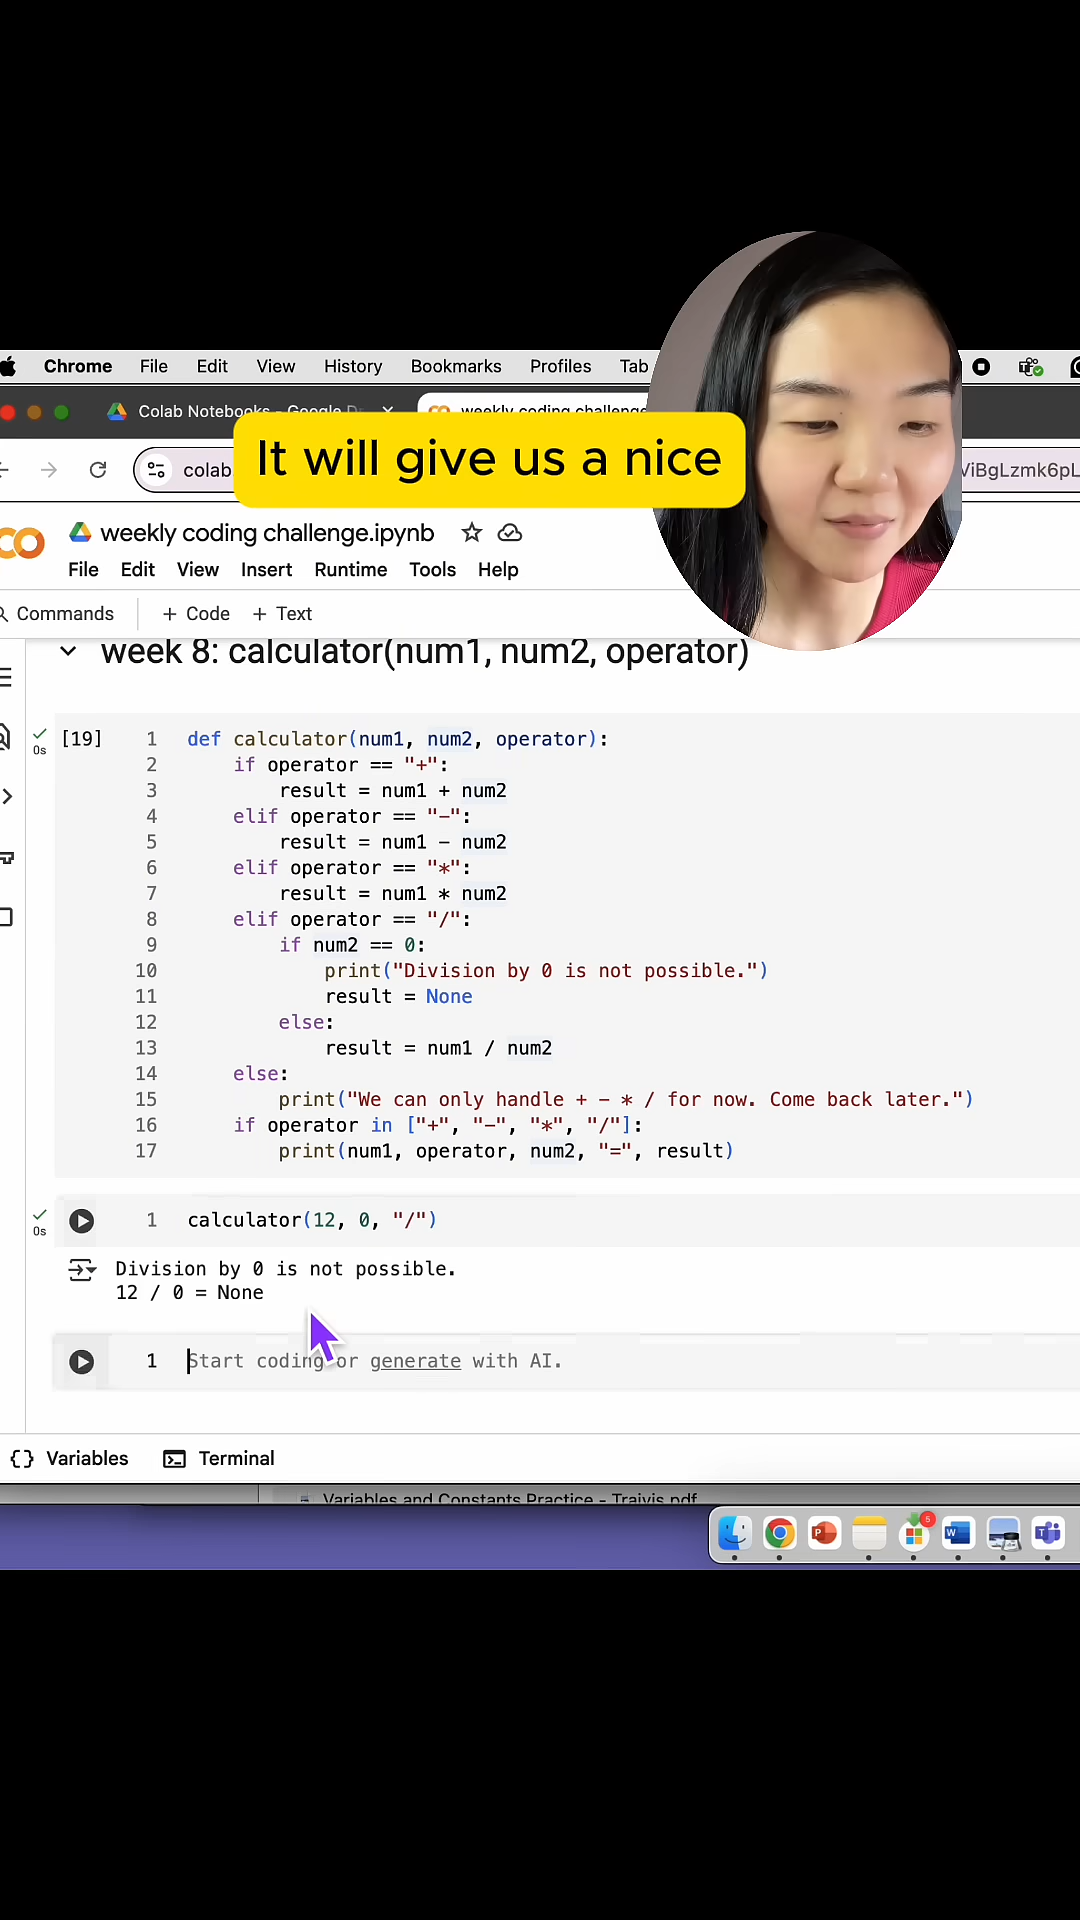 Chrome File Edit View History Bookmarks Profiles Tab
Colab Notebooks - Google
weekly coding challenge
It will give us a nice
colab
ViBgLzmk6pL
weekly coding challenge.ipynb
File Edit View Insert Runtime Tools Help
Commands + Code + Text
week 8: calculator(num1, num2, operator)
[19]
0s
1 def calculator(num1, num2, operator):
2 if operator == "+":
3 result = num1 + num2
4 elif operator == "-":
5 result = num1 - num2
6 elif operator == "*":
7 result = num1 * num2
8 elif operator == "/":
9 if num2 == 0:
10 print("Division by 0 is not possible.")
11 result = None
12 else:
13 result = num1 / num2
14 else:
15 print("We can only handle + - * / for now. Come back later.")
16 if operator in ["+", "-", "*", "/"]:
17 print(num1, operator, num2, "=", result)
0s
1 calculator(12, 0, "/")
Division by 0 is not possible.
12 / 0 = None
1 Start coding or generate with AI.
{} Variables Terminal
Variables and Constants Practice - Traivis.pdf
5